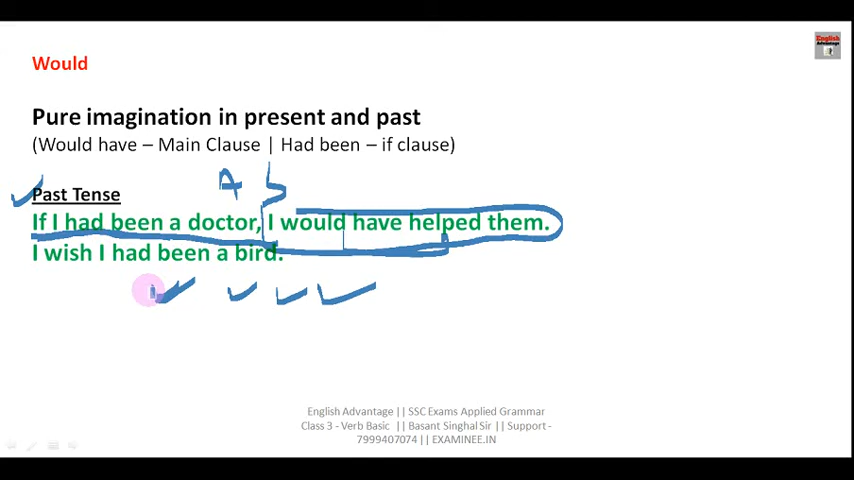 English
Advantage
Would
Pure imagination in present and past
(Would have – Main Clause | Had been – if clause)
Past Tense
If I had been a doctor, I would have helped them.
I wish I had been a bird.
English Advantage || SSC Exams Applied Grammar
Class 3 - Verb Basic || Basant Singhal Sir || Support -
7999407074 || EXAMINEE.IN